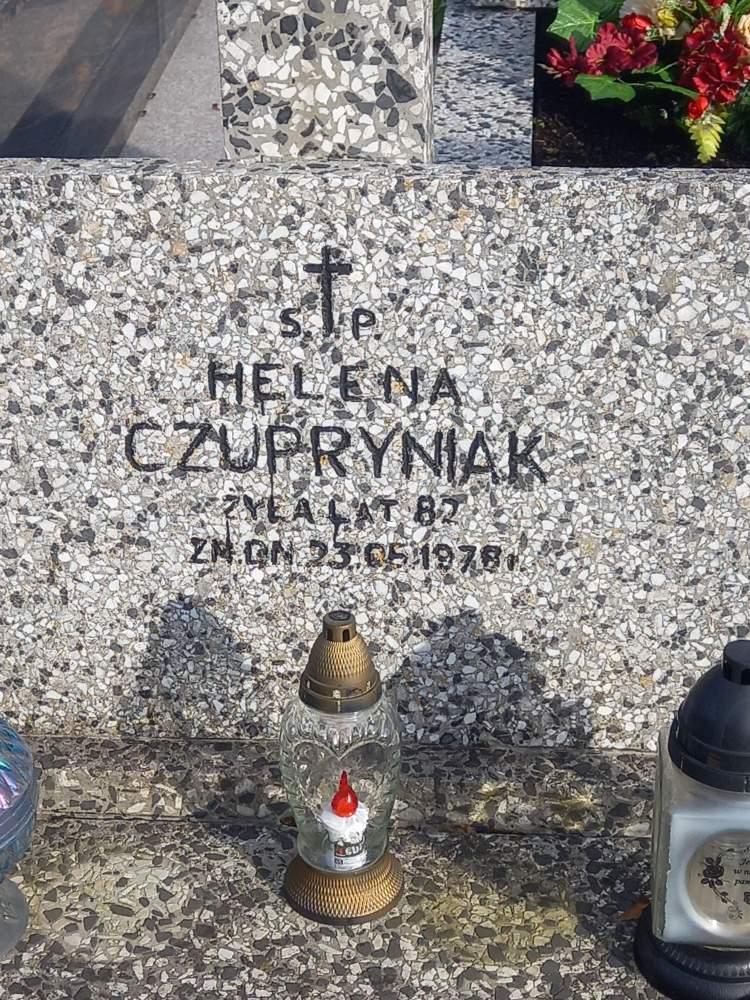 Ś. P.
HELENA
CZUPRYNIAK
ŻYŁA LAT 82
ZM. DN. 23.05.1978 r.